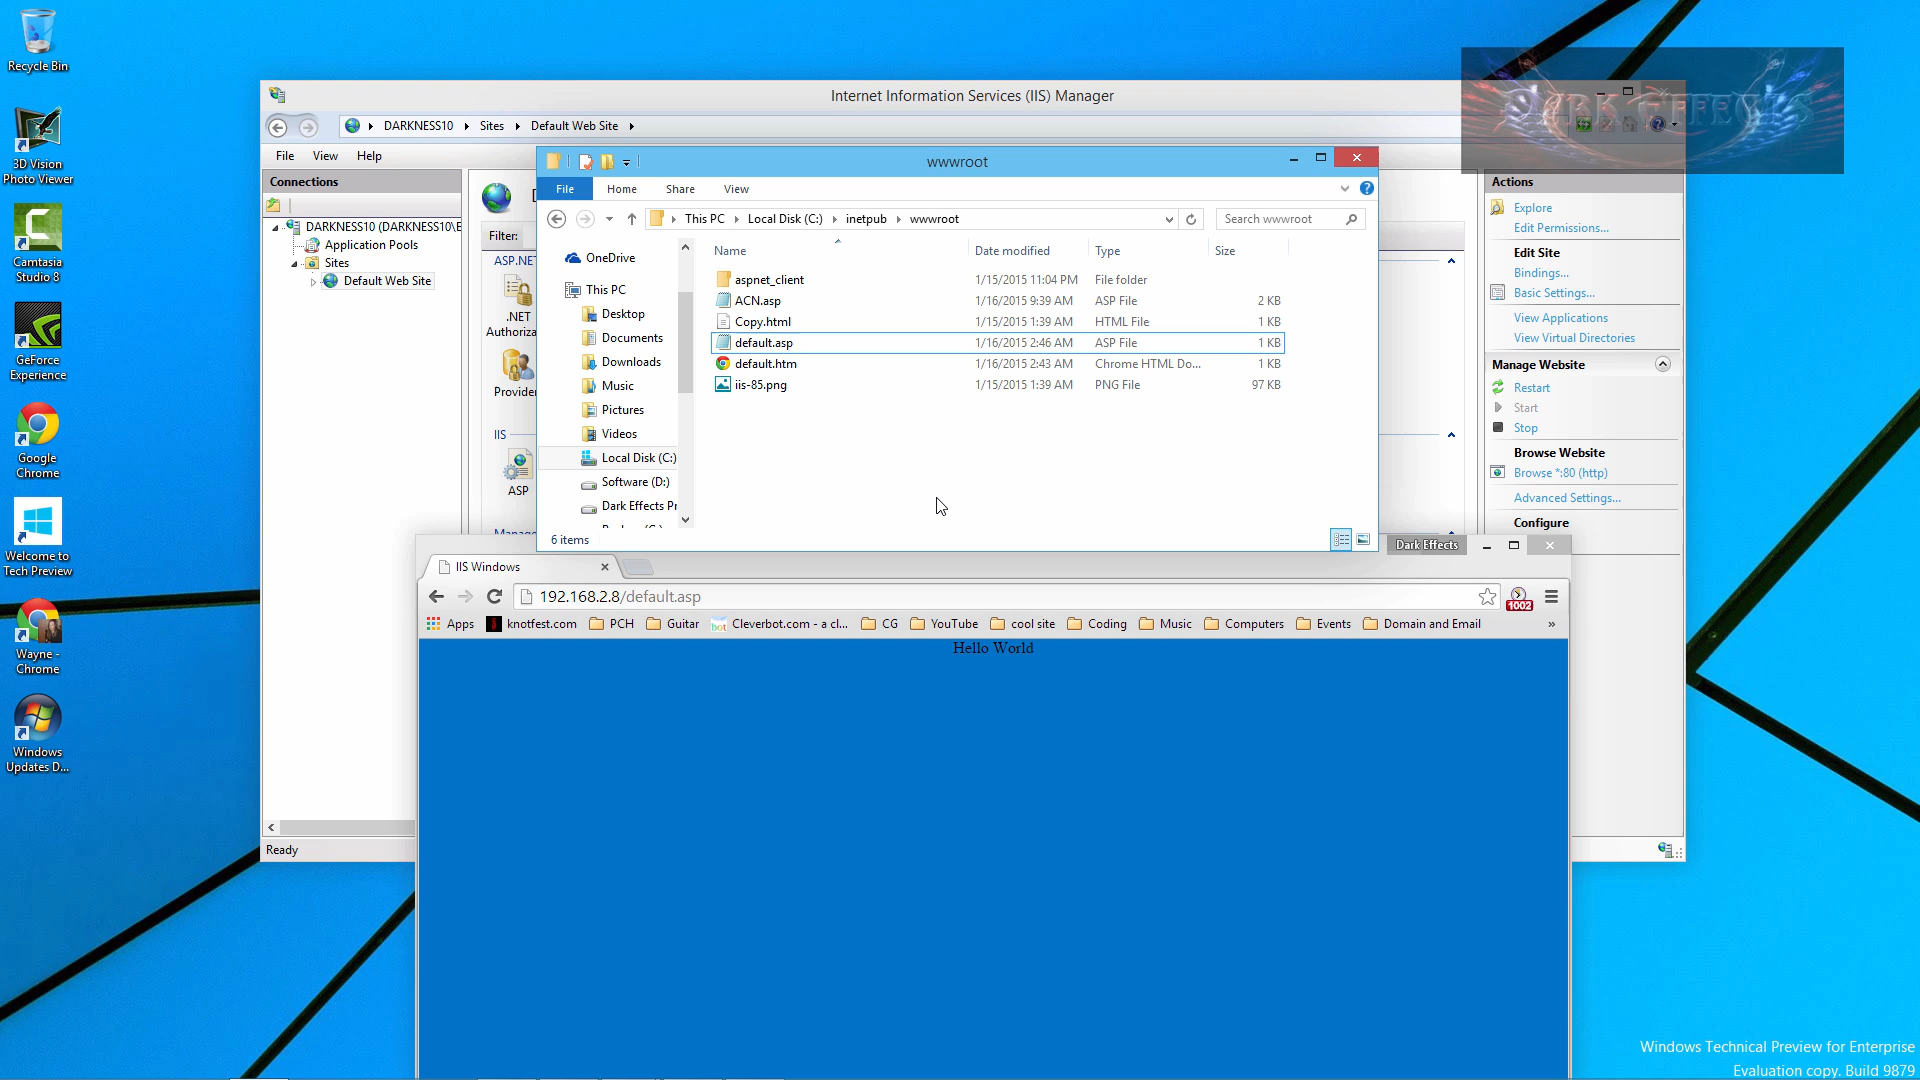 Recycle Bin
3D Vision
Photo Viewer
Camtasia
Studio 8
GeForce
Experience
Google
Chrome
Welcome to
Tech Preview
Wayne -
Chrome
Windows
Updates D...
Internet Information Services (IIS) Manager
DARK EFFECTS
DARKNESS10 Sites Default Web Site
File View Help
Connections
DARKNESS10 (DARKNESS10\E
Application Pools
Sites
Default Web Site
Ready
Filter:
ASP.NET
.NET
Authoriza
Provider
IIS
ASP
Manage
wwwroot
File Home Share View
This PC Local Disk (C:) inetpub wwwroot
Search wwwroot
OneDrive
This PC
Desktop
Documents
Downloads
Music
Pictures
Videos
Local Disk (C:)
Software (D:)
Dark Effects Pr
Name Date modified Type Size
aspnet_client 1/15/2015 11:04 PM File folder
ACN.asp 1/16/2015 9:39 AM ASP File 2 KB
Copy.html 1/15/2015 1:39 AM HTML File 1 KB
default.asp 1/16/2015 2:46 AM ASP File 1 KB
default.htm 1/16/2015 2:43 AM Chrome HTML Do... 1 KB
iis-85.png 1/15/2015 1:39 AM PNG File 97 KB
6 items
Actions
Explore
Edit Permissions...
Edit Site
Bindings...
Basic Settings...
View Applications
View Virtual Directories
Manage Website
Restart
Start
Stop
Browse Website
Browse *:80 (http)
Advanced Settings...
Configure
Dark Effects
IIS Windows
192.168.2.8/default.asp
1002
Apps knotfest.com PCH Guitar Cleverbot.com - a cl... CG YouTube cool site Coding Music Computers Events Domain and Email »
Hello World
Windows Technical Preview for Enterprise
Evaluation copy. Build 9879